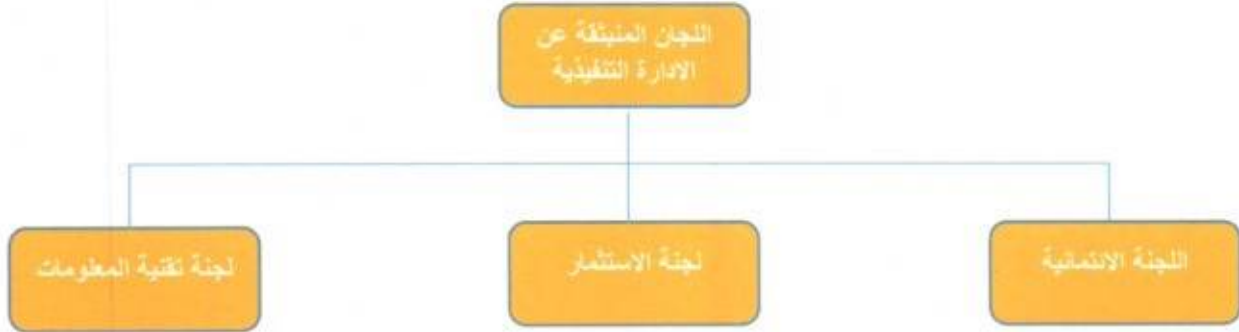 اللجان المنبثقة عن
الادارة التنفيذية
اللجنة الائتمانية
لجنة الاستثمار
لجنة تقنية المعلومات